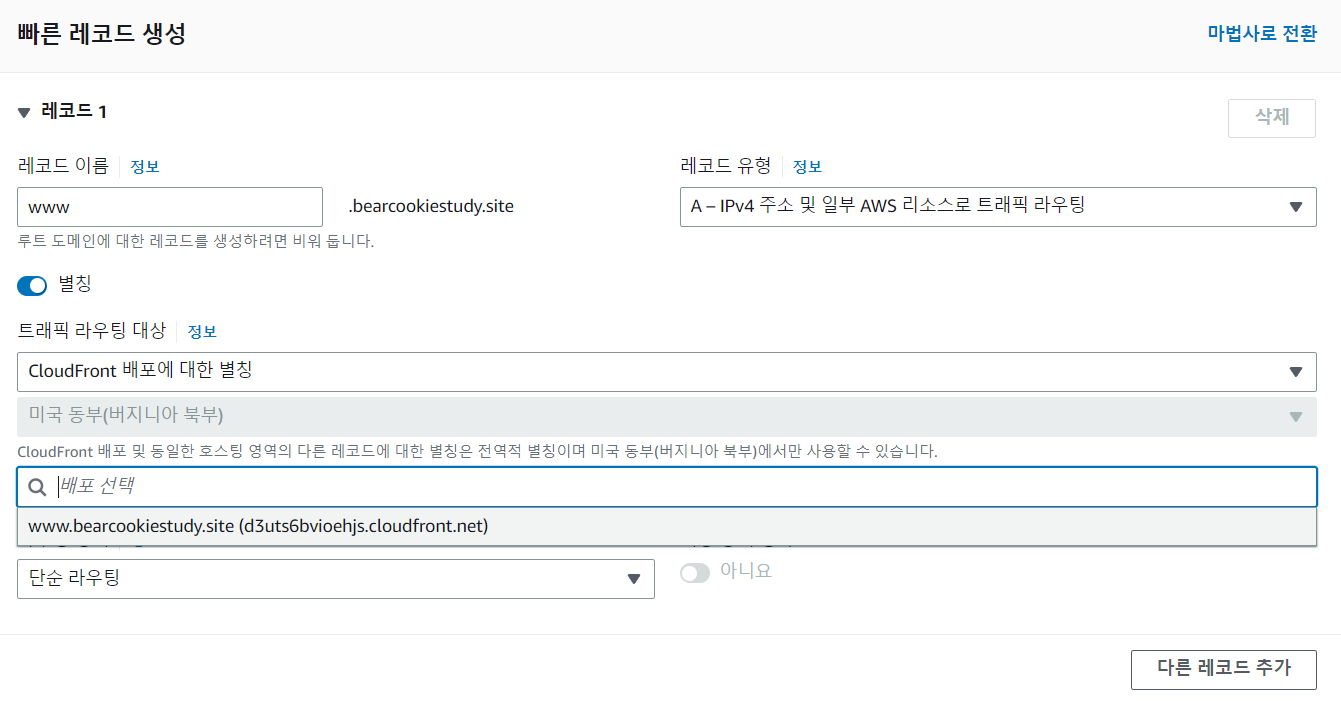 빠른 레코드 생성
마법사로 전환
레코드 1
삭제
레코드 이름 정보
레코드 유형 정보
www .bearcookiestudy.site
A – IPv4 주소 및 일부 AWS 리소스로 트래픽 라우팅
루트 도메인에 대한 레코드를 생성하려면 비워 둡니다.
별칭
트래픽 라우팅 대상 정보
CloudFront 배포에 대한 별칭
미국 동부(버지니아 북부)
CloudFront 배포 및 동일한 호스팅 영역의 다른 레코드에 대한 별칭은 전역적 별칭이며 미국 동부(버지니아 북부)에서만 사용할 수 있습니다.
배포 선택
www.bearcookiestudy.site (d3uts6bvioehjs.cloudfront.net)
단순 라우팅
아니요
다른 레코드 추가